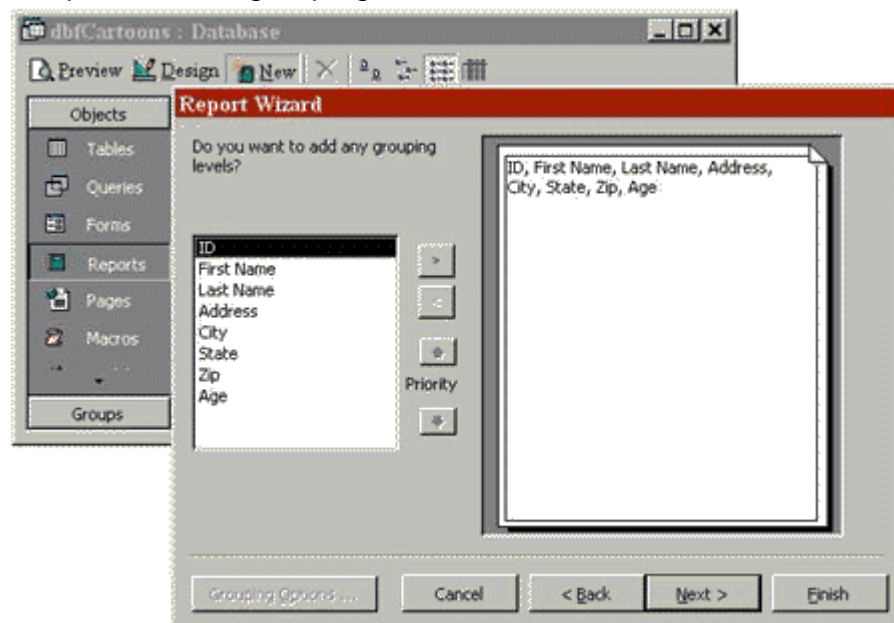 dbfCartoons : Database
Preview Design New
Objects
Tables
Queries
Forms
Reports
Pages
Macros
Groups
Report Wizard
Do you want to add any grouping
levels?
ID
First Name
Last Name
Address
City
State
Zip
Age
>
<
Priority
ID, First Name, Last Name, Address,
City, State, Zip, Age
Grouping Options ...
Cancel
< Back
Next >
Finish